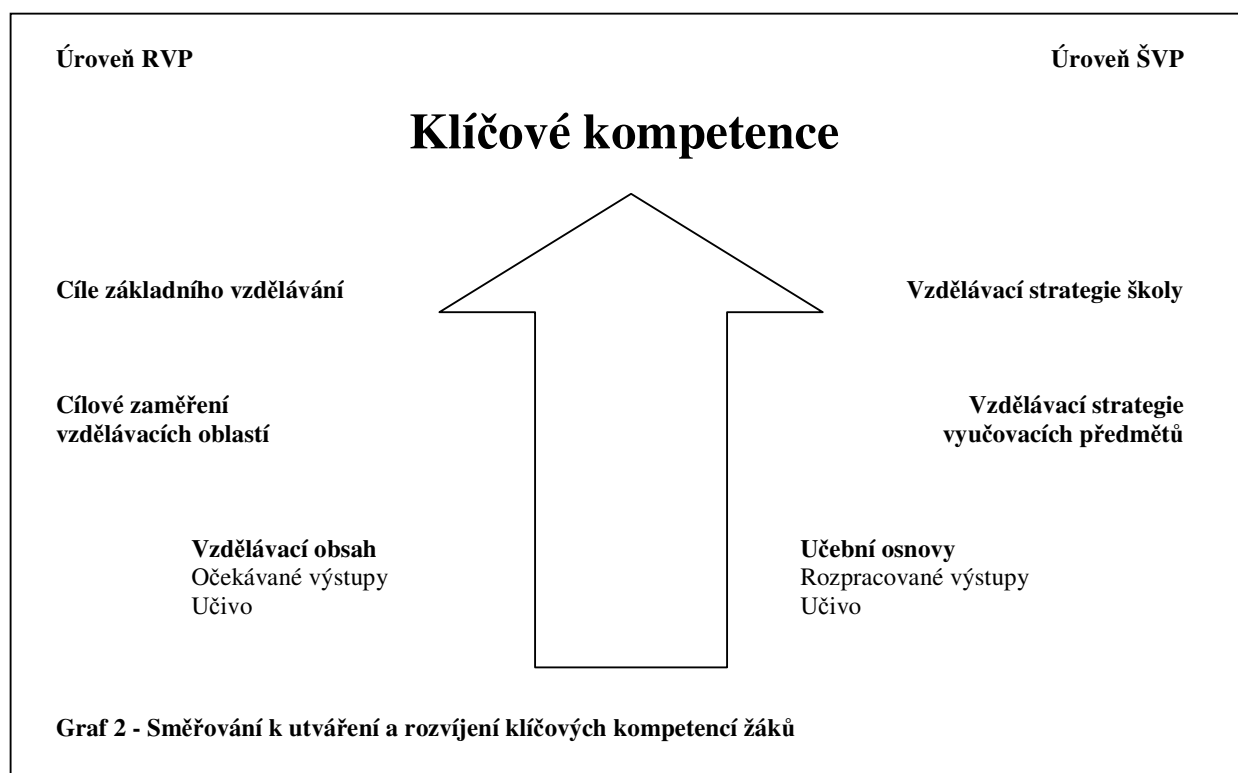 Úroveň RVP
Úroveň ŠVP
Klíčové kompetence
Cíle základního vzdělávání
Vzdělávací strategie školy
Cílové zaměření
vzdělávacích oblastí
Vzdělávací strategie
vyučovacích předmětů
Vzdělávací obsah
Očekávané výstupy
Učivo
Učební osnovy
Rozpracované výstupy
Učivo
Graf 2 - Směřování k utváření a rozvíjení klíčových kompetencí žáků